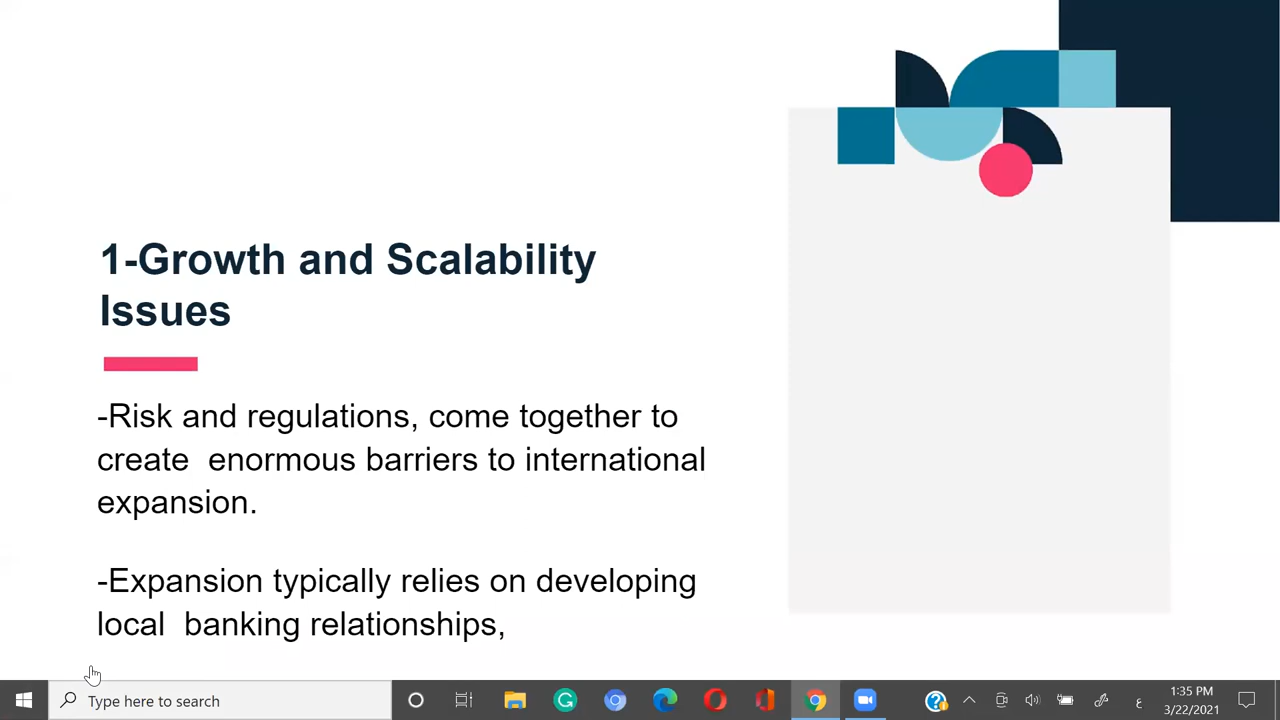 1-Growth and Scalability
Issues
-Risk and regulations, come together to
create enormous barriers to international
expansion.
-Expansion typically relies on developing
local banking relationships,
Type here to search
ع
1:35 PM
3/22/2021